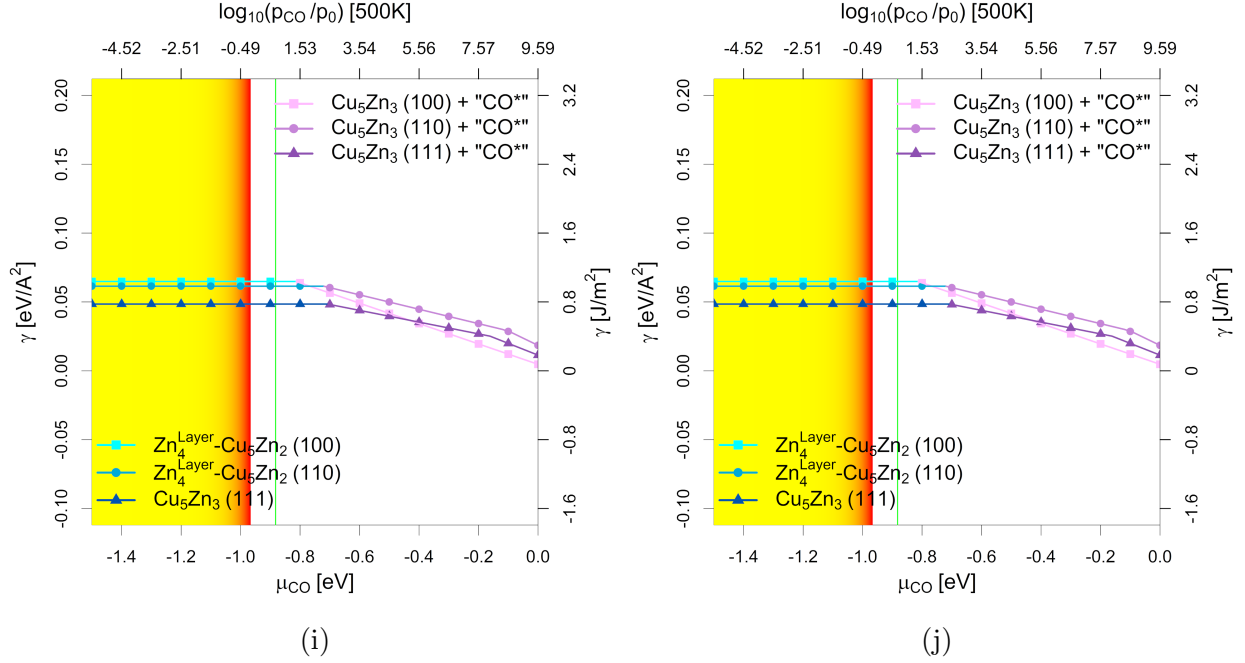 log10(pCO/p0) [500K]
-4.52 -2.51 -0.49 1.53 3.54 5.56 7.57 9.59
Cu5Zn3 (100) + "CO*"
Cu5Zn3 (110) + "CO*"
Cu5Zn3 (111) + "CO*"
γ [eV/A²]
0.20
0.15
0.10
0.05
0.00
-0.05
-0.10
3.2
2.4
1.6
0.8
0
-0.8
-1.6
γ [J/m²]
Zn4^Layer-Cu5Zn2 (100)
Zn4^Layer-Cu5Zn2 (110)
Cu5Zn3 (111)
-1.4 -1.2 -1.0 -0.8 -0.6 -0.4 -0.2 0.0
μCO [eV]
(i)
log10(pCO/p0) [500K]
-4.52 -2.51 -0.49 1.53 3.54 5.56 7.57 9.59
Cu5Zn3 (100) + "CO*"
Cu5Zn3 (110) + "CO*"
Cu5Zn3 (111) + "CO*"
γ [eV/A²]
0.20
0.15
0.10
0.05
0.00
-0.05
-0.10
3.2
2.4
1.6
0.8
0
-0.8
-1.6
γ [J/m²]
Zn4^Layer-Cu5Zn2 (100)
Zn4^Layer-Cu5Zn2 (110)
Cu5Zn3 (111)
-1.4 -1.2 -1.0 -0.8 -0.6 -0.4 -0.2 0.0
μCO [eV]
(j)